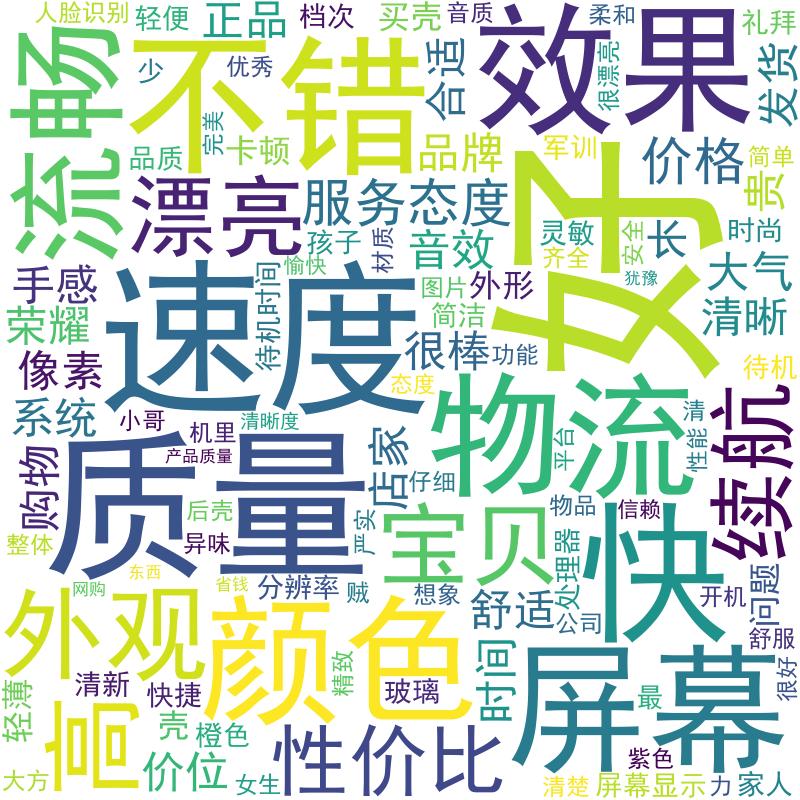 人脸识别
轻便
正品
档次
买壳
音质
效果
柔和
礼拜
流畅
少
不错
优秀
合适
很漂亮
发货
完美
品质
卡顿
品牌
好
军训
价格
简单
贵
漂亮
服务态度
孩子
材质
音效
灵敏
齐全
安全
长
时尚
手感
愉快
待机时间
图片
外形
犹豫
大气
荣耀
速度
简洁
清晰
像素
很棒
功能
待机
系统
小哥
态度
物流
清晰度
机里
产品质量
购物
质量
店家
仔细
平台
清
性能
续航
后壳
异味
严实
宝贝
物品
信赖
快
整体
东西
网购
省钱
分辨率
贼
想象
处理器
开机
问题
外观
颜色
舒适
公司
舒服
轻薄
清新
快捷
精致
玻璃
时间
屏幕
最
很好
高
壳
橙色
性价比
紫色
大方
价位
女生
清楚
屏幕显示
力
家人